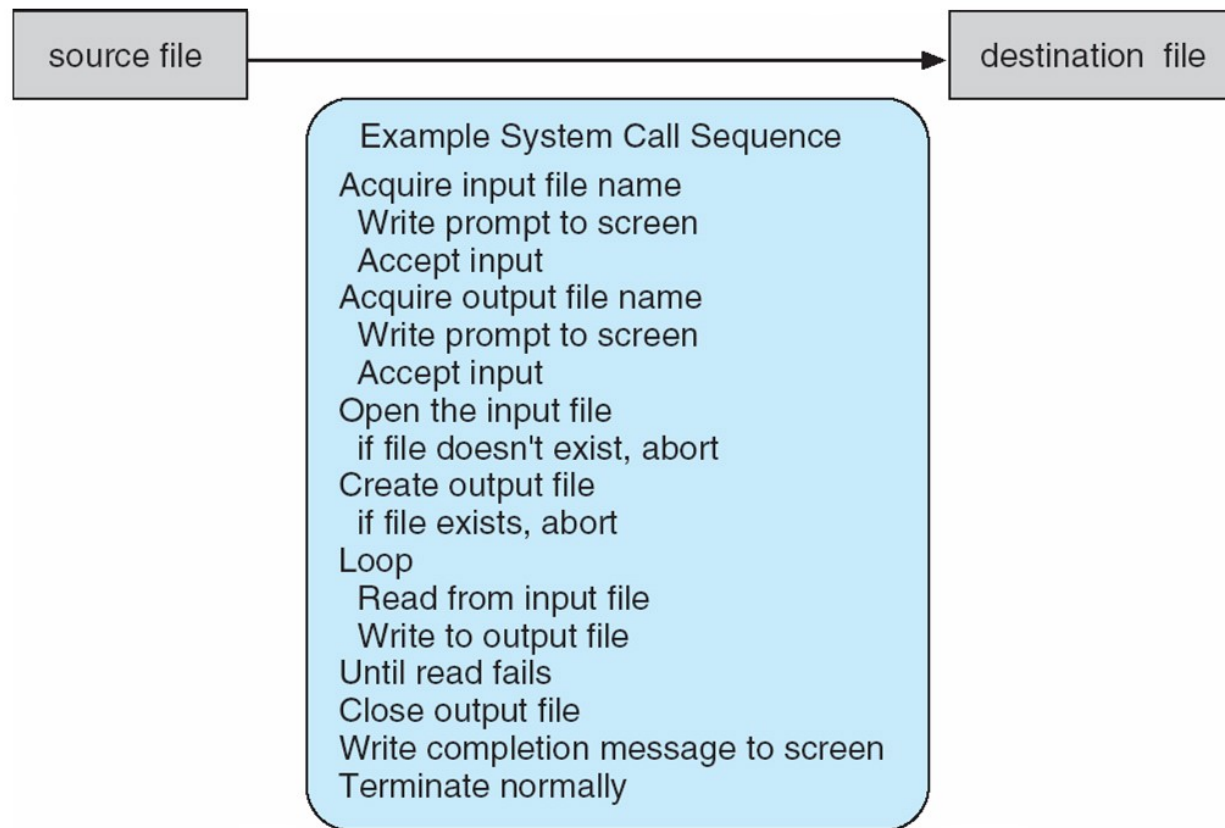 source file
destination file
Example System Call Sequence
Acquire input file name
Write prompt to screen
Accept input
Acquire output file name
Write prompt to screen
Accept input
Open the input file
if file doesn't exist, abort
Create output file
if file exists, abort
Loop
Read from input file
Write to output file
Until read fails
Close output file
Write completion message to screen
Terminate normally